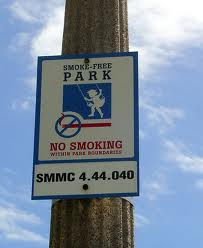 SMOKE-FREE
PARK
NO SMOKING
WITHIN PARK BOUNDARIES
SMMC 4.44.040